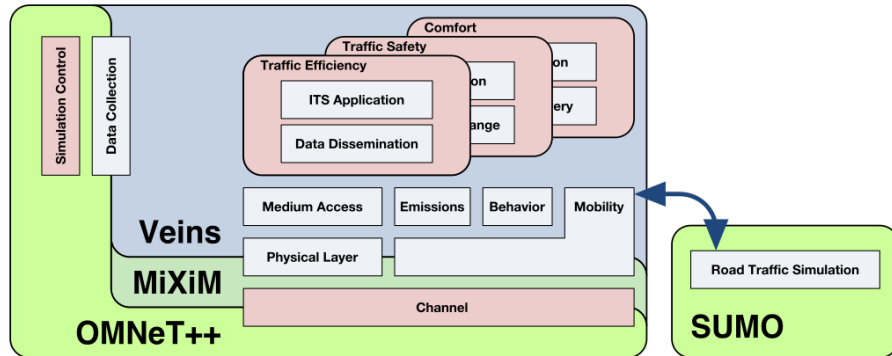 Comfort
Traffic Safety
Traffic Efficiency
ITS Application
Data Dissemination
Simulation Control
Data Collection
Medium Access
Emissions
Behavior
Mobility
Veins
Physical Layer
MiXiM
Channel
OMNeT++
Road Traffic Simulation
SUMO